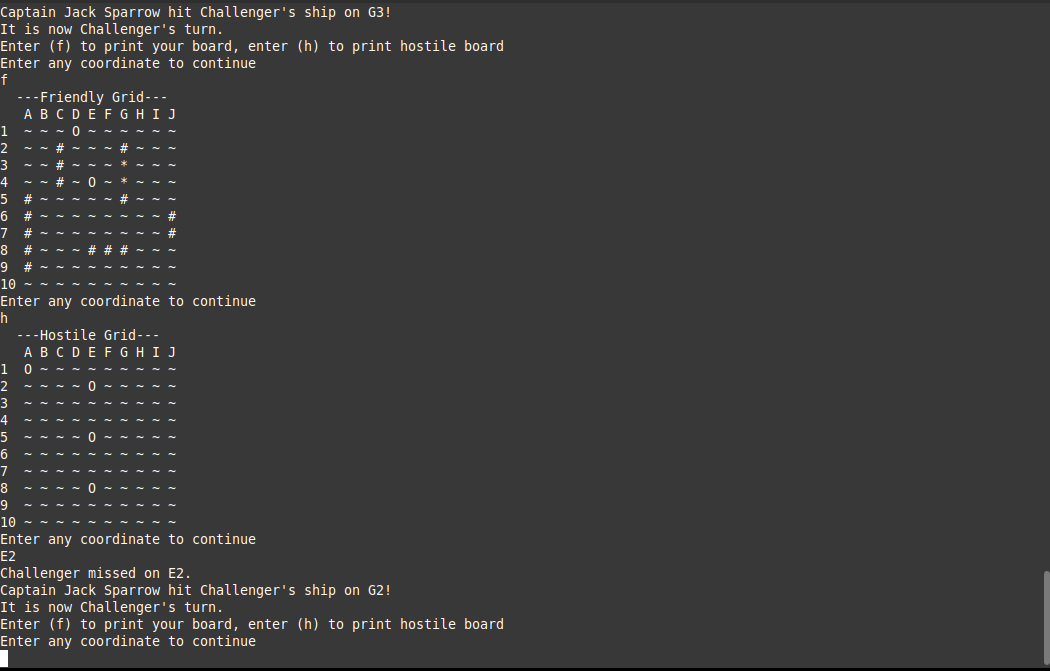 Captain Jack Sparrow hit Challenger's ship on G3!
It is now Challenger's turn.
Enter (f) to print your board, enter (h) to print hostile board
Enter any coordinate to continue
f
  ---Friendly Grid---
   A B C D E F G H I J
1  ~ ~ ~ O ~ ~ ~ ~ ~ ~
2  ~ ~ # ~ ~ ~ # ~ ~ ~
3  ~ ~ # ~ ~ ~ * ~ ~ ~
4  ~ ~ # ~ O ~ * ~ ~ ~
5  # ~ ~ ~ ~ ~ # ~ ~ ~
6  # ~ ~ ~ ~ ~ ~ ~ ~ #
7  # ~ ~ ~ ~ ~ ~ ~ ~ #
8  # ~ ~ ~ # # # ~ ~ ~
9  # ~ ~ ~ ~ ~ ~ ~ ~ ~
10 ~ ~ ~ ~ ~ ~ ~ ~ ~ ~
Enter any coordinate to continue
h
  ---Hostile Grid---
   A B C D E F G H I J
1  O ~ ~ ~ ~ ~ ~ ~ ~ ~
2  ~ ~ ~ ~ O ~ ~ ~ ~ ~
3  ~ ~ ~ ~ ~ ~ ~ ~ ~ ~
4  ~ ~ ~ ~ ~ ~ ~ ~ ~ ~
5  ~ ~ ~ ~ O ~ ~ ~ ~ ~
6  ~ ~ ~ ~ ~ ~ ~ ~ ~ ~
7  ~ ~ ~ ~ ~ ~ ~ ~ ~ ~
8  ~ ~ ~ ~ O ~ ~ ~ ~ ~
9  ~ ~ ~ ~ ~ ~ ~ ~ ~ ~
10 ~ ~ ~ ~ ~ ~ ~ ~ ~ ~
Enter any coordinate to continue
E2
Challenger missed on E2.
Captain Jack Sparrow hit Challenger's ship on G2!
It is now Challenger's turn.
Enter (f) to print your board, enter (h) to print hostile board
Enter any coordinate to continue